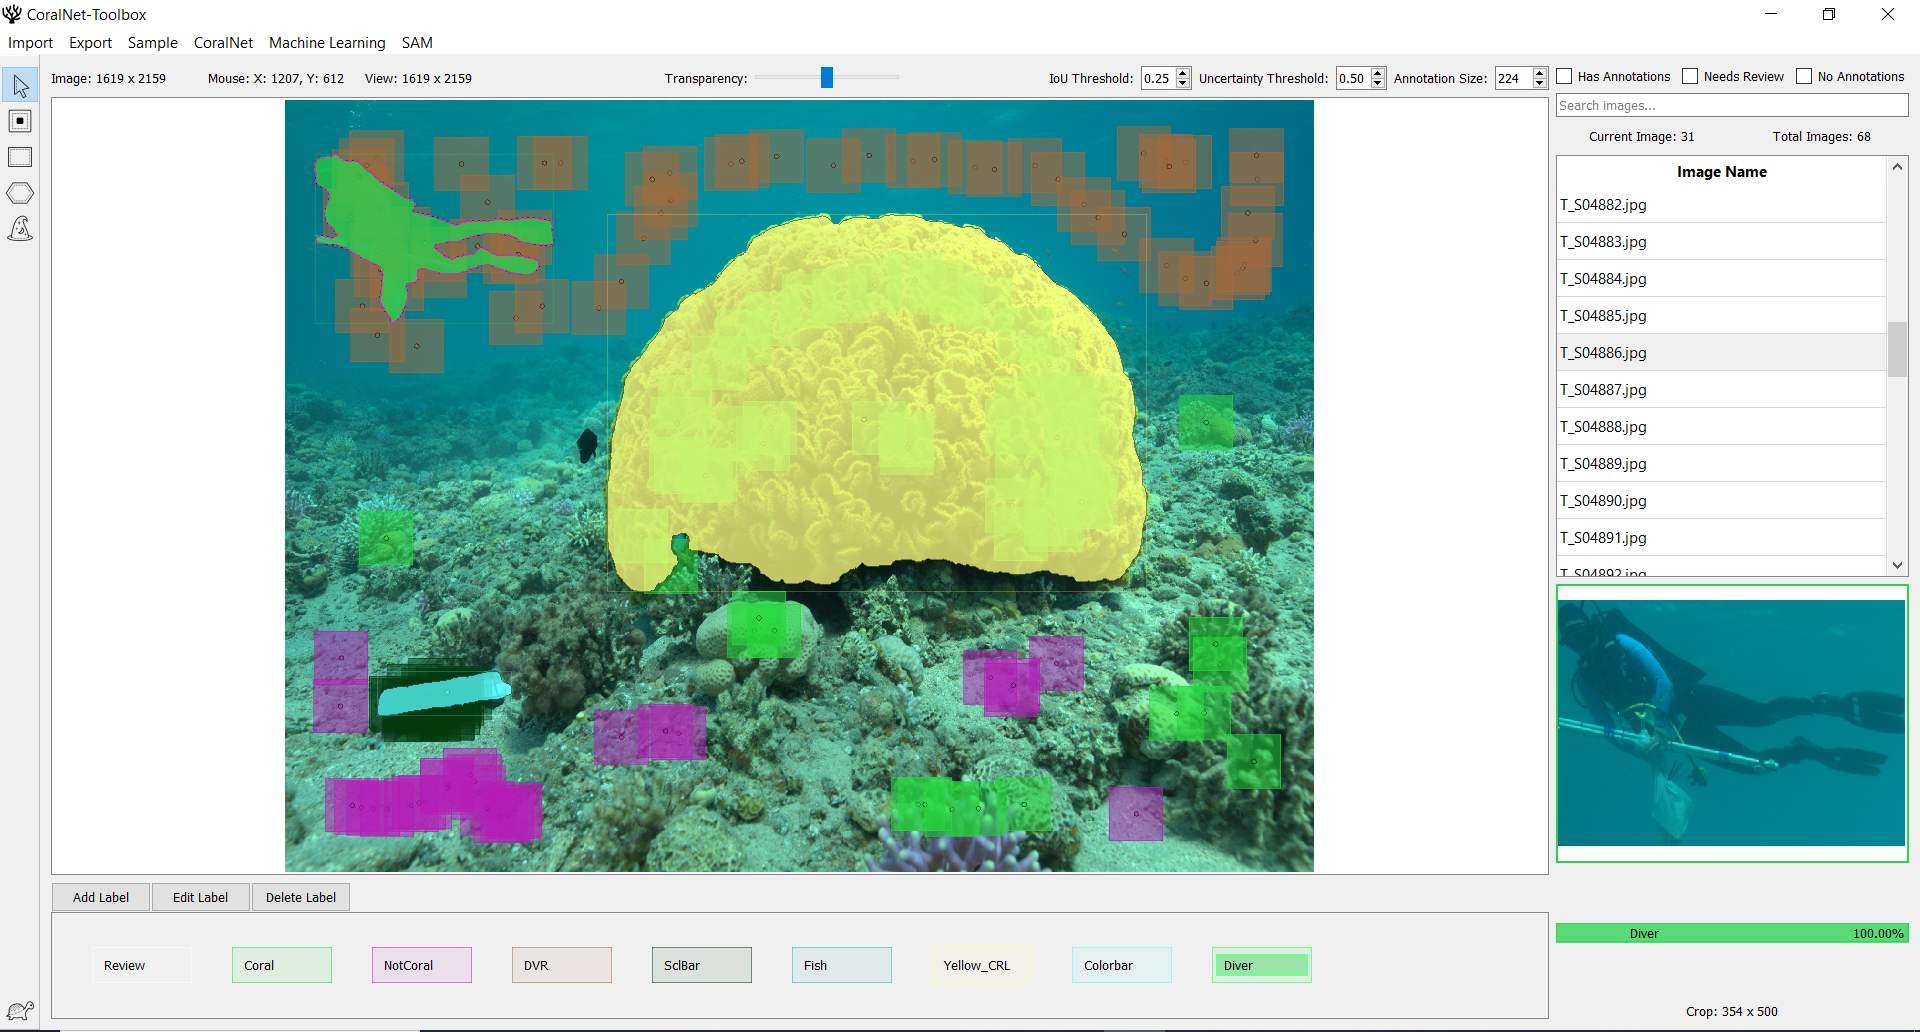 CoralNet-Toolbox
Import Export Sample CoralNet Machine Learning SAM
Image: 1619 x 2159 Mouse: X: 1207, Y: 612 View: 1619 x 2159 Transparency: IoU Threshold: 0.25 Uncertainty Threshold: 0.50 Annotation Size: 224 Has Annotations Needs Review No Annotations
Search images...
Current Image: 31 Total Images: 68
Image Name
T_S04882.jpg
T_S04883.jpg
T_S04884.jpg
T_S04885.jpg
T_S04886.jpg
T_S04887.jpg
T_S04888.jpg
T_S04889.jpg
T_S04890.jpg
T_S04891.jpg
T_S04892.jpg
Add Label Edit Label Delete Label
Diver 100.00%
Review Coral NotCoral DVR SclBar Fish Yellow_CRL Colorbar Diver
Crop: 354 x 500